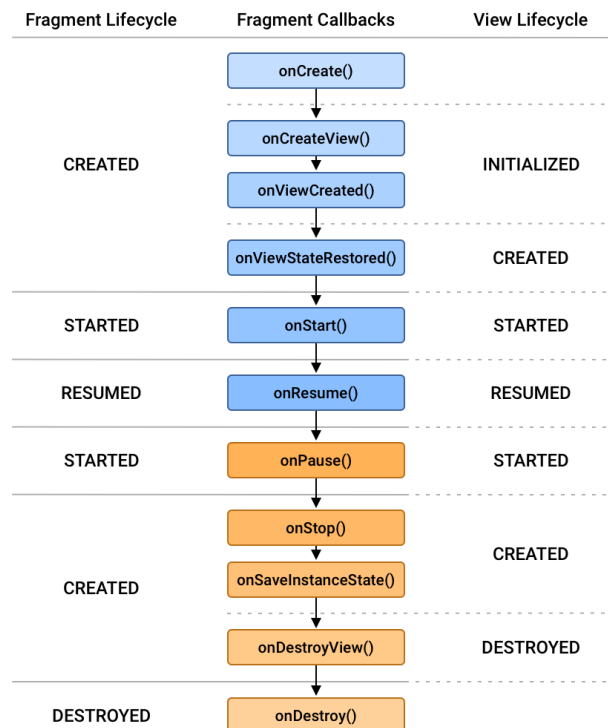 Fragment Lifecycle Fragment Callbacks View Lifecycle
onCreate()
onCreateView()
CREATED INITIALIZED
onViewCreated()
onViewStateRestored() CREATED
STARTED onStart() STARTED
RESUMED onResume() RESUMED
STARTED onPause() STARTED
onStop()
CREATED
onSaveInstanceState()
CREATED
onDestroyView() DESTROYED
DESTROYED onDestroy()